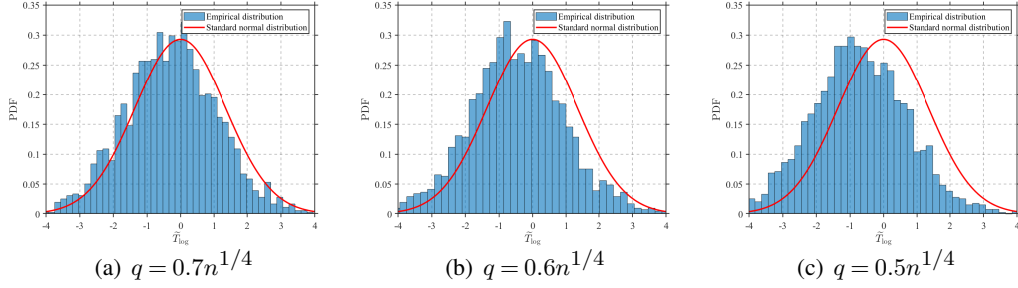 0.35
0.3
0.25
0.2
0.15
0.1
0.05
0
PDF
-4 -3 -2 -1 0 1 2 3 4
T̃log
Empirical distribution
Standard normal distribution
(a) q = 0.7n^1/4
0.35
0.3
0.25
0.2
0.15
0.1
0.05
0
PDF
-4 -3 -2 -1 0 1 2 3 4
T̃log
Empirical distribution
Standard normal distribution
(b) q = 0.6n^1/4
0.35
0.3
0.25
0.2
0.15
0.1
0.05
0
PDF
-4 -3 -2 -1 0 1 2 3 4
T̃log
Empirical distribution
Standard normal distribution
(c) q = 0.5n^1/4